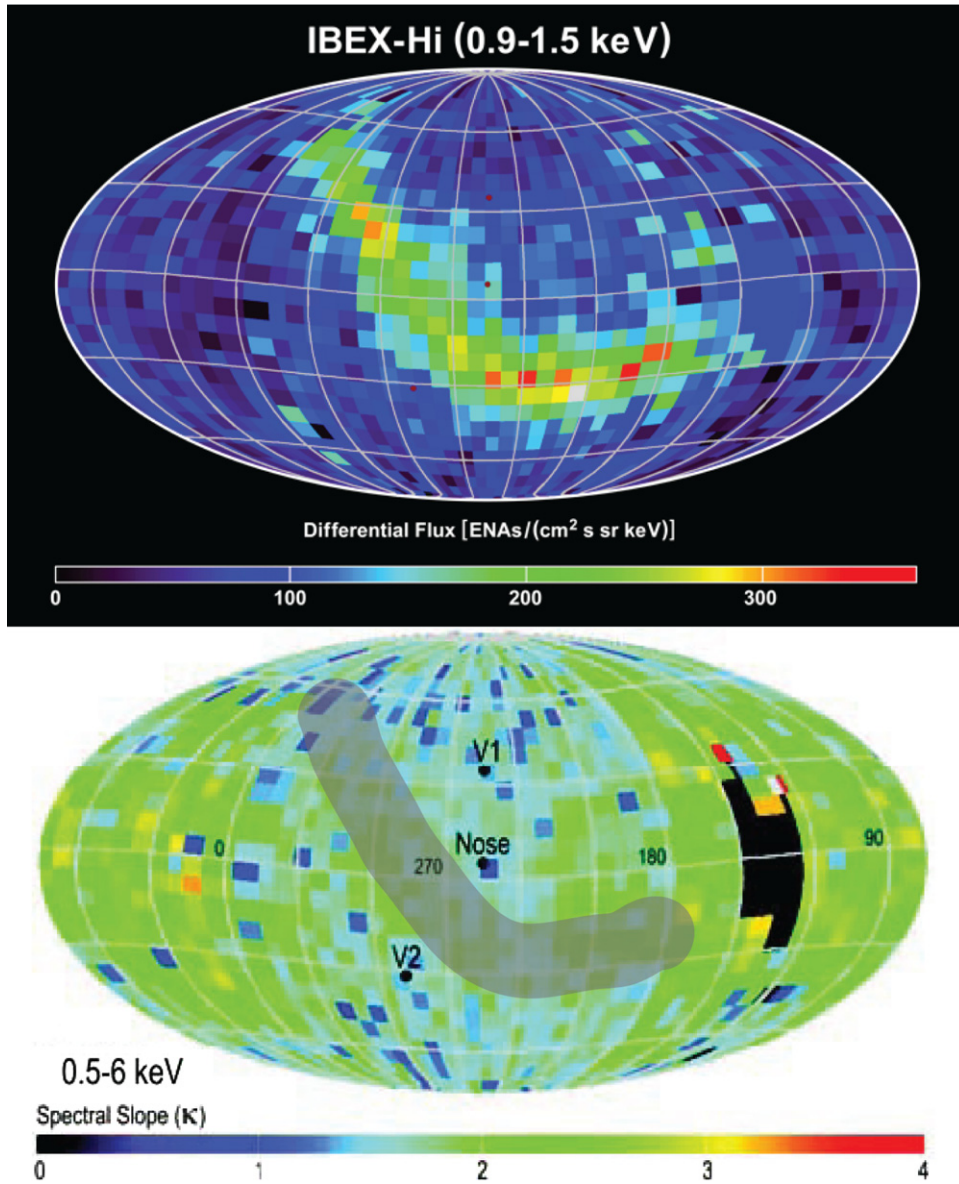 IBEX-Hi (0.9-1.5 keV)
Differential Flux [ENAs/(cm² s sr keV)]
0 100 200 300
V1
Nose
0 270 180 90
V2
0.5-6 keV
Spectral Slope (κ)
0 1 2 3 4